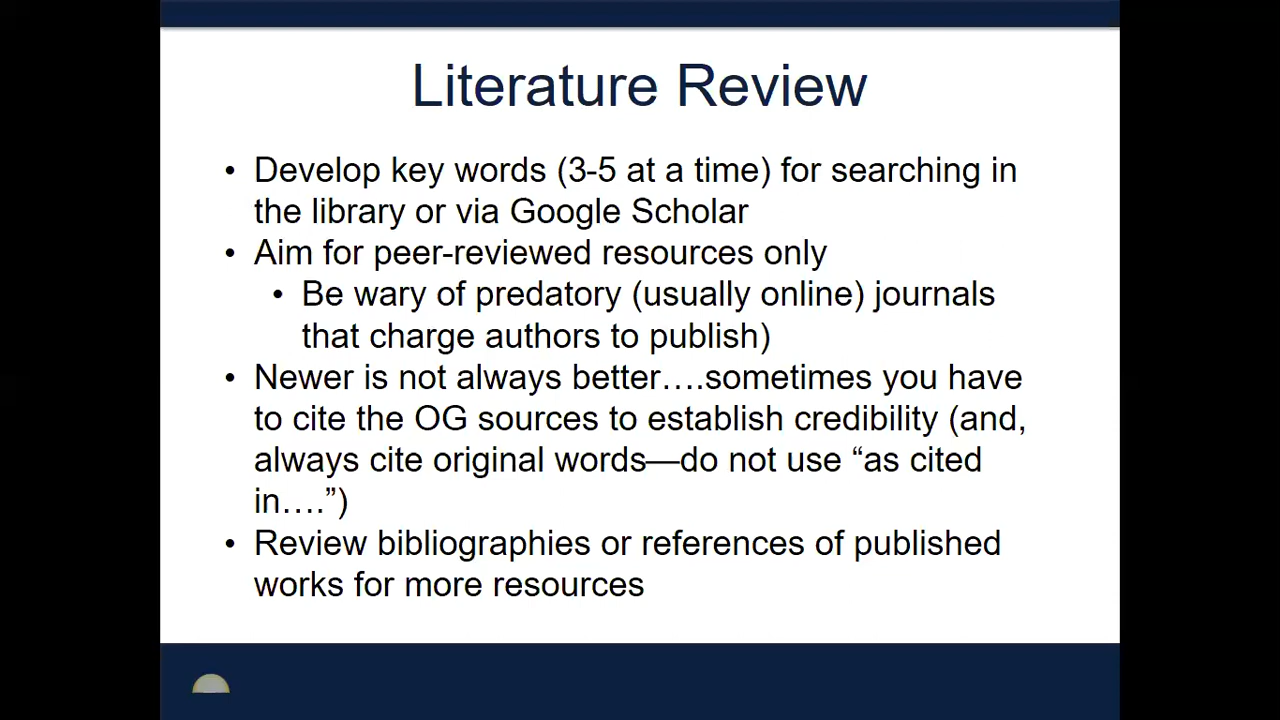 Literature Review
• Develop key words (3-5 at a time) for searching in
the library or via Google Scholar
• Aim for peer-reviewed resources only
• Be wary of predatory (usually online) journals
that charge authors to publish)
• Newer is not always better….sometimes you have
to cite the OG sources to establish credibility (and,
always cite original words—do not use “as cited
in….”)
• Review bibliographies or references of published
works for more resources